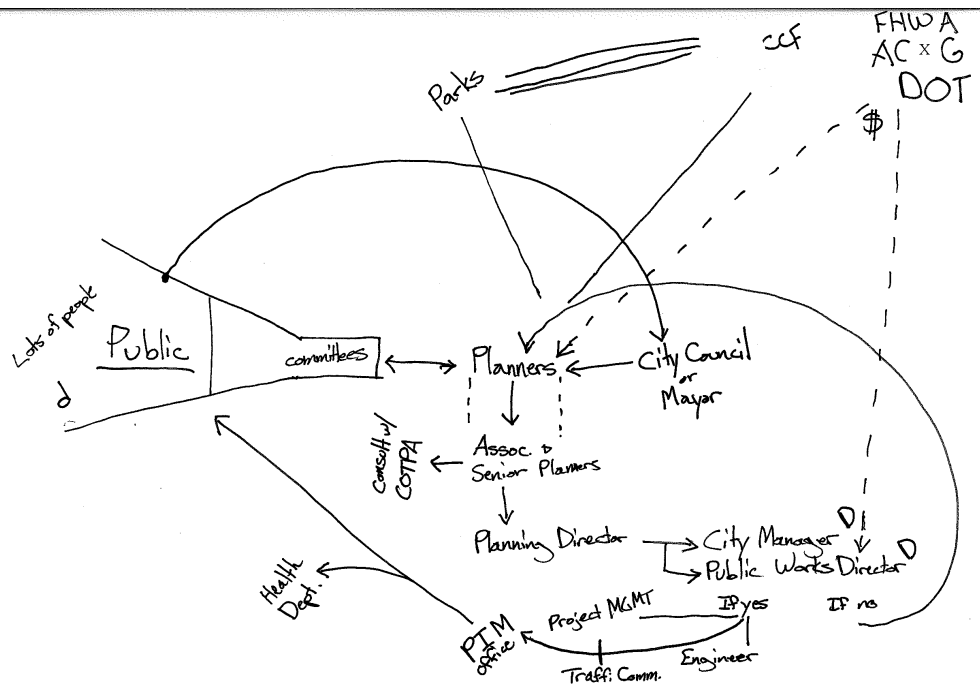 FHWA
AC x G
DOT
CCF
Parks
$
Lots of people
Public
committees
Planners
City Council
or
Mayor
Consult w/
COTPA
Assoc. &
Senior Planners
Planning Director
City Manager D
Public Works Director D
Health
Dept.
Project MGMT
If yes
If no
PIM
office
Traffi Comm.
Engineer